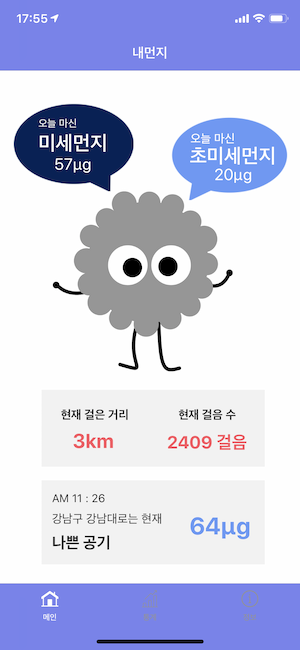 17:55
내먼지
오늘 마신
미세먼지
57μg
오늘 마신
초미세먼지
20μg
현재 걸은 거리
현재 걸음 수
3km
2409 걸음
AM 11 : 26
강남구 강남대로는 현재
나쁜 공기
64μg
메인